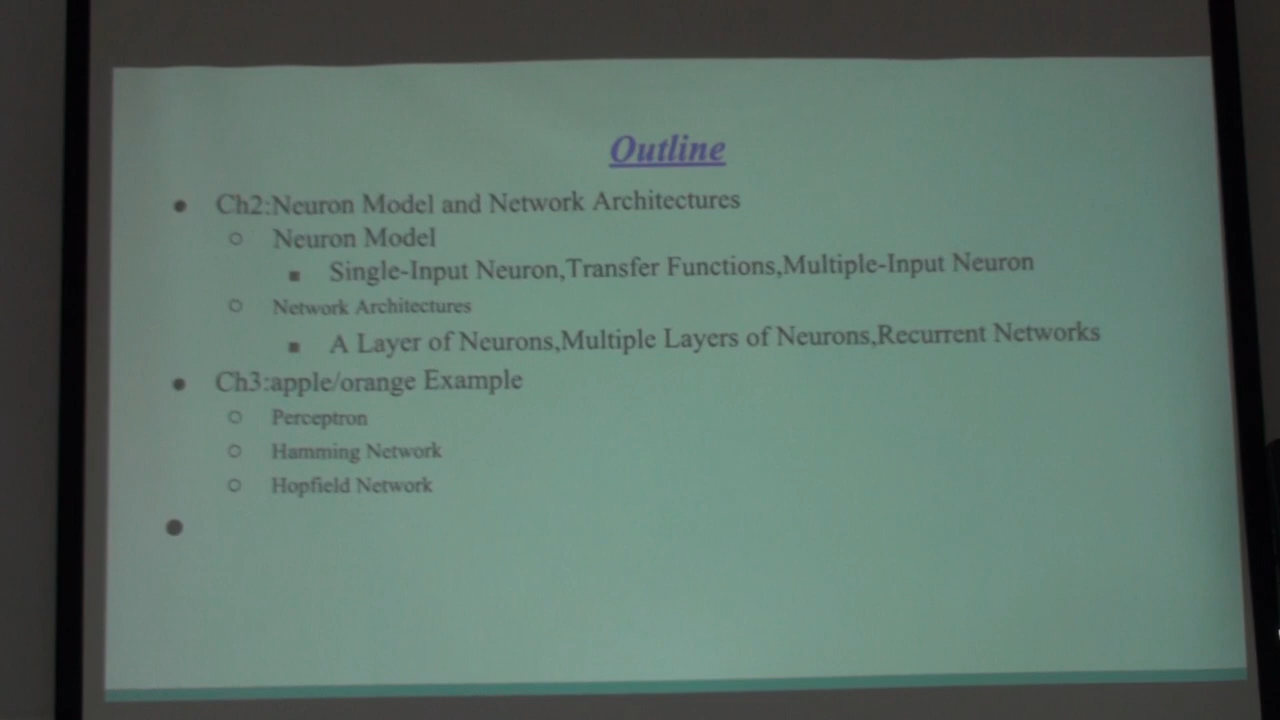 Outline
Ch2:Neuron Model and Network Architectures
Neuron Model
Single-Input Neuron,Transfer Functions,Multiple-Input Neuron
Network Architectures
A Layer of Neurons,Multiple Layers of Neurons,Recurrent Networks
Ch3:apple/orange Example
Perceptron
Hamming Network
Hopfield Network